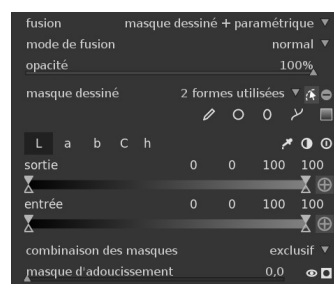 fusion masque dessiné + paramétrique
mode de fusion normal
opacité 100%
masque dessiné 2 formes utilisées
L a b C h
sortie 0 0 100 100
entrée 0 0 100 100
combinaison des masques exclusif
masque d'adoucissement 0,0